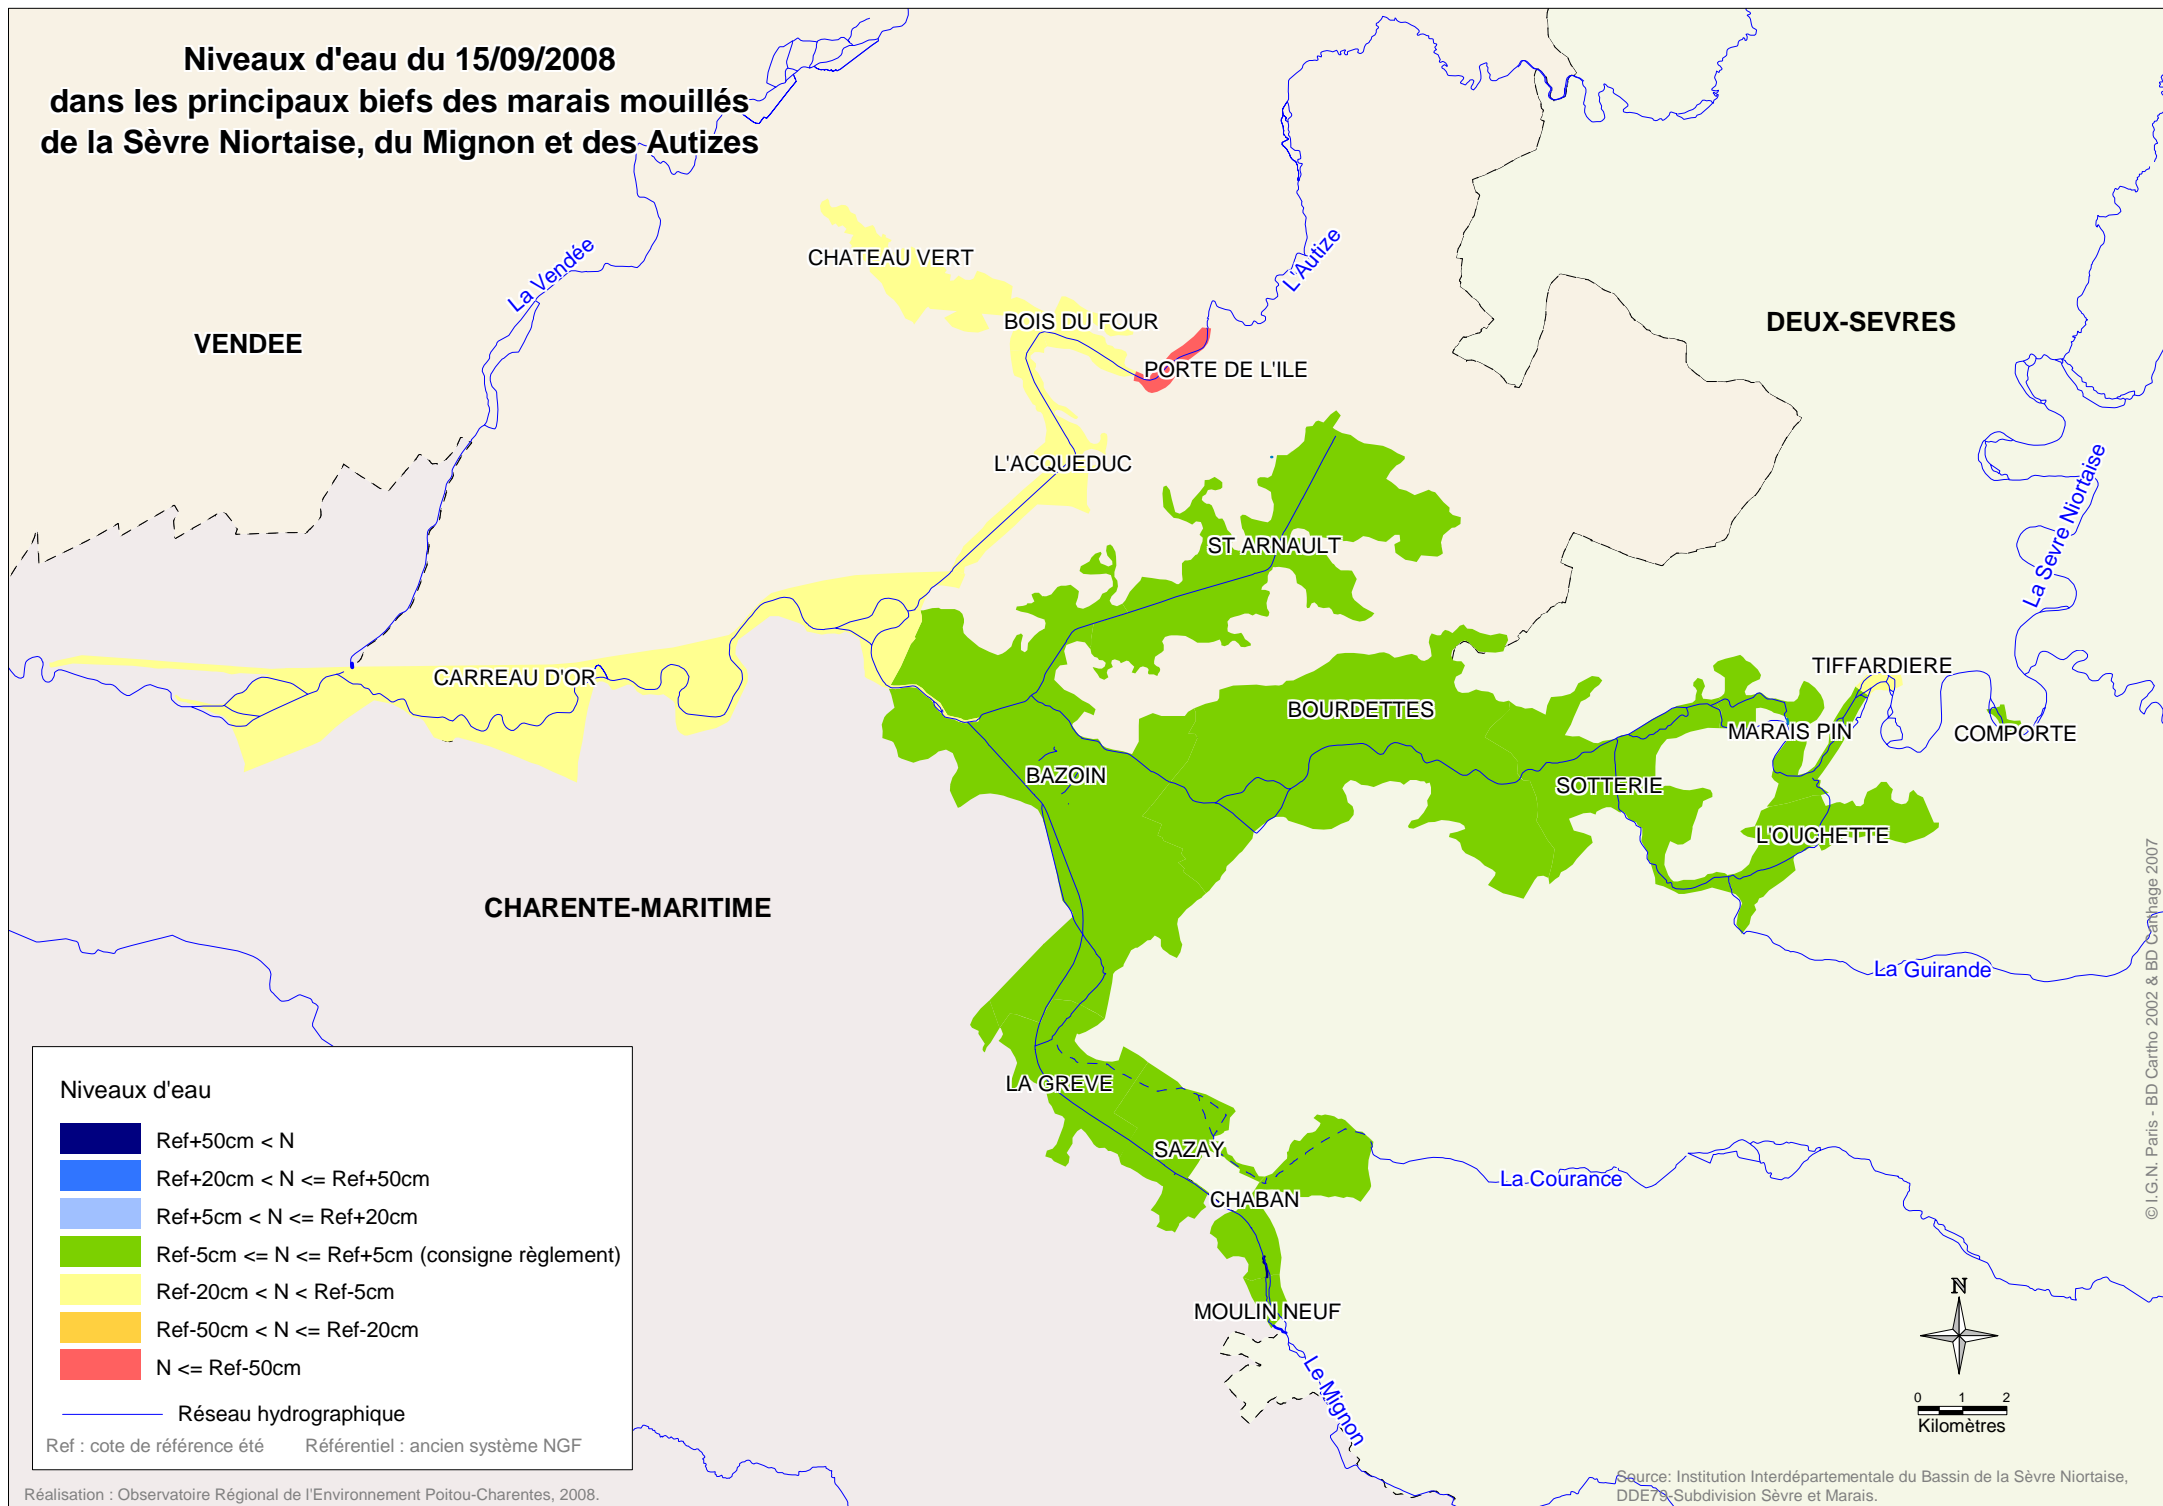 Niveaux d'eau du 15/09/2008
dans les principaux biefs des marais mouillés
de la Sèvre Niortaise, du Mignon et des Autizes
La Vendée
CHATEAU VERT
L'Autize
BOIS DU FOUR
VENDEE
DEUX-SEVRES
PORTE DE L'ILE
L'ACQUEDUC
La Sevre Niortaise
ST ARNAULT
TIFFARDIERE
CARREAU D'OR
BOURDETTES
MARAIS PIN
COMPORTE
BAZOIN
SOTTERIE
L'OUCHETTE
CHARENTE-MARITIME
La Guirande
LA GREVE
SAZAY
La Courance
CHABAN
MOULIN NEUF
Le Mignon
Niveaux d'eau
Ref+50cm < N
Ref+20cm < N <= Ref+50cm
Ref+5cm < N <= Ref+20cm
Ref-5cm <= N <= Ref+5cm (consigne règlement)
Ref-20cm < N < Ref-5cm
Ref-50cm < N <= Ref-20cm
N <= Ref-50cm
Réseau hydrographique
Ref : cote de référence été Référentiel : ancien système NGF
N
0 1 2
Kilomètres
© I.G.N. Paris - BD Cartho 2002 & BD Carthage 2007
Réalisation : Observatoire Régional de l'Environnement Poitou-Charentes, 2008.
Source: Institution Interdépartementale du Bassin de la Sèvre Niortaise,
DDE79-Subdivision Sèvre et Marais.